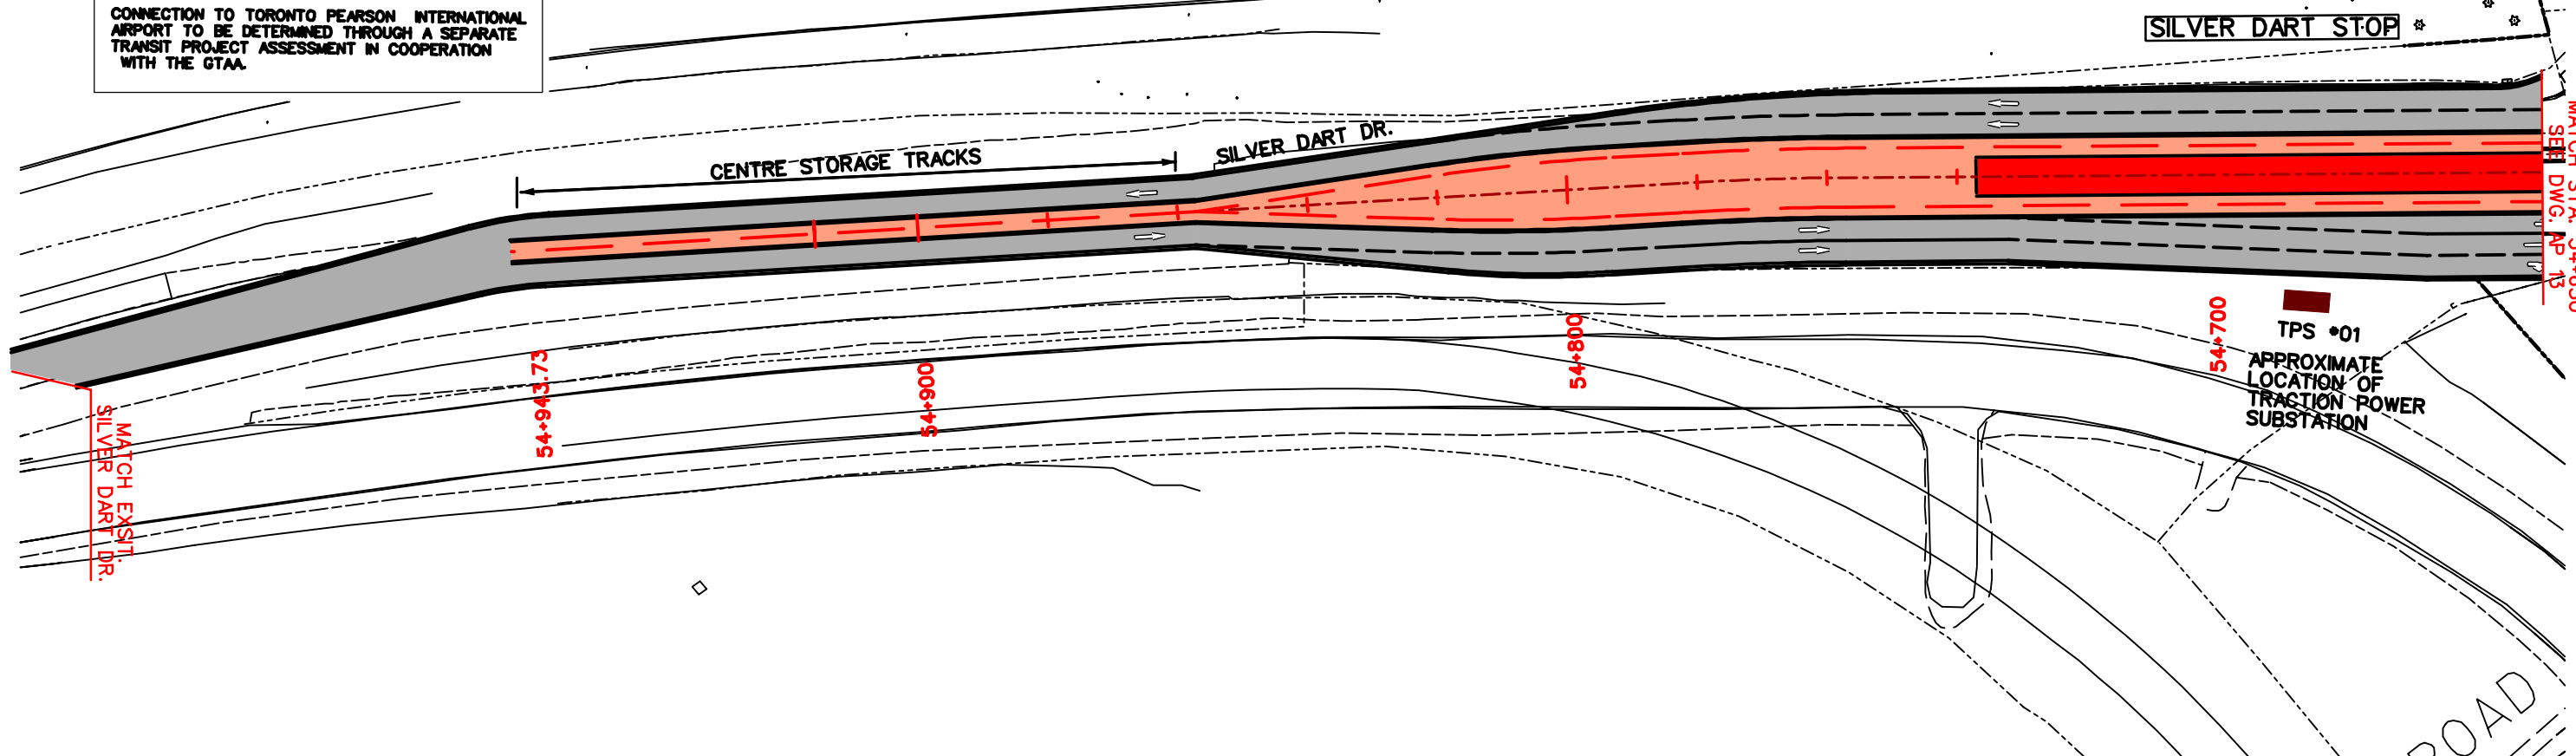 CONNECTION TO TORONTO PEARSON INTERNATIONAL
AIRPORT TO BE DETERMINED THROUGH A SEPARATE
TRANSIT PROJECT ASSESSMENT IN COOPERATION
WITH THE GTAA.
SILVER DART STOP
CENTRE STORAGE TRACKS
SILVER DART DR.
SEE DWG. AP 13
54+943.73
54+900
54+800
54+700
TPS #01
APPROXIMATE
LOCATION OF
TRACTION POWER
SUBSTATION
MATCH EXSIT.
SILVER DART DR.
ROAD